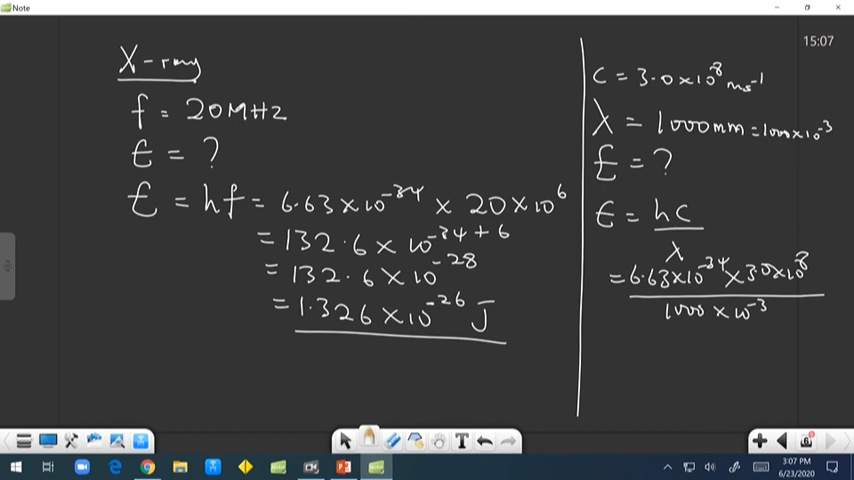 Note
15:07
X-ray
f = 20MHz
E = ?
E = hf = 6.63×10⁻³⁴ × 20×10⁶
= 132.6 × 10⁻³⁴⁺⁶
= 132.6 × 10⁻²⁸
= 1.326 × 10⁻²⁶ J
c = 3.0×10⁸ ms⁻¹
λ = 1000mm = 1000×10⁻³
E = ?
E = hc
λ
= 6.63×10⁻³⁴ × 3.0×10⁸
1000 × 10⁻³
3:07 PM
6/23/2020